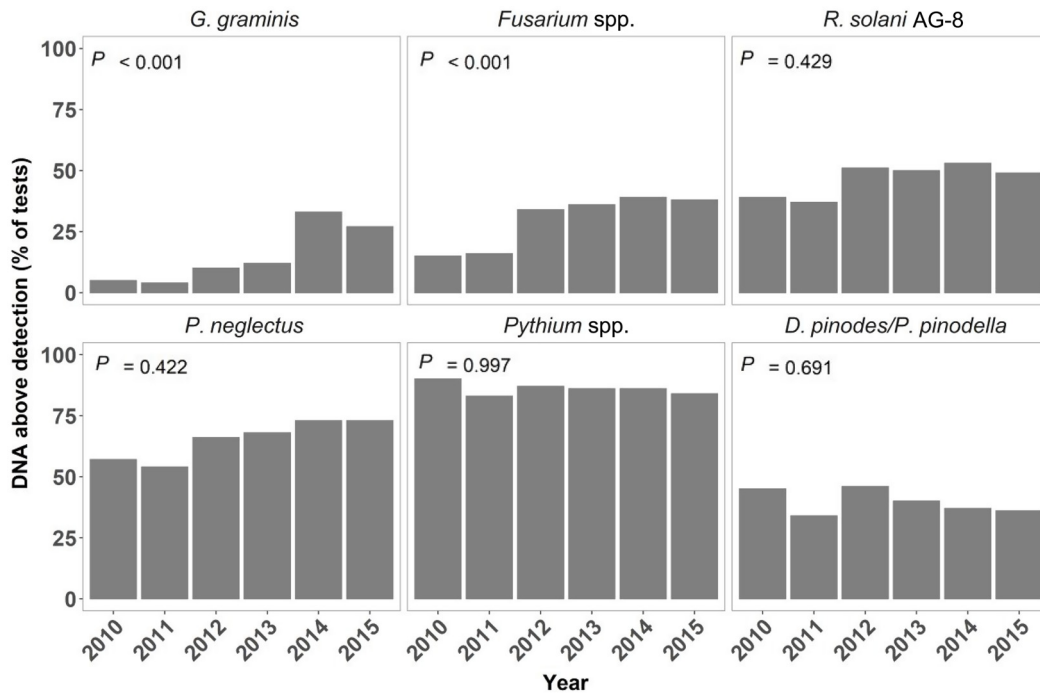 G. graminis
Fusarium spp.
R. solani AG-8
P < 0.001
P < 0.001
P = 0.429
100
75
50
25
0
DNA above detection (% of tests)
P. neglectus
Pythium spp.
D. pinodes/P. pinodella
P = 0.422
P = 0.997
P = 0.691
100
75
50
25
0
2010
2011
2012
2013
2014
2015
2010
2011
2012
2013
2014
2015
2010
2011
2012
2013
2014
2015
Year